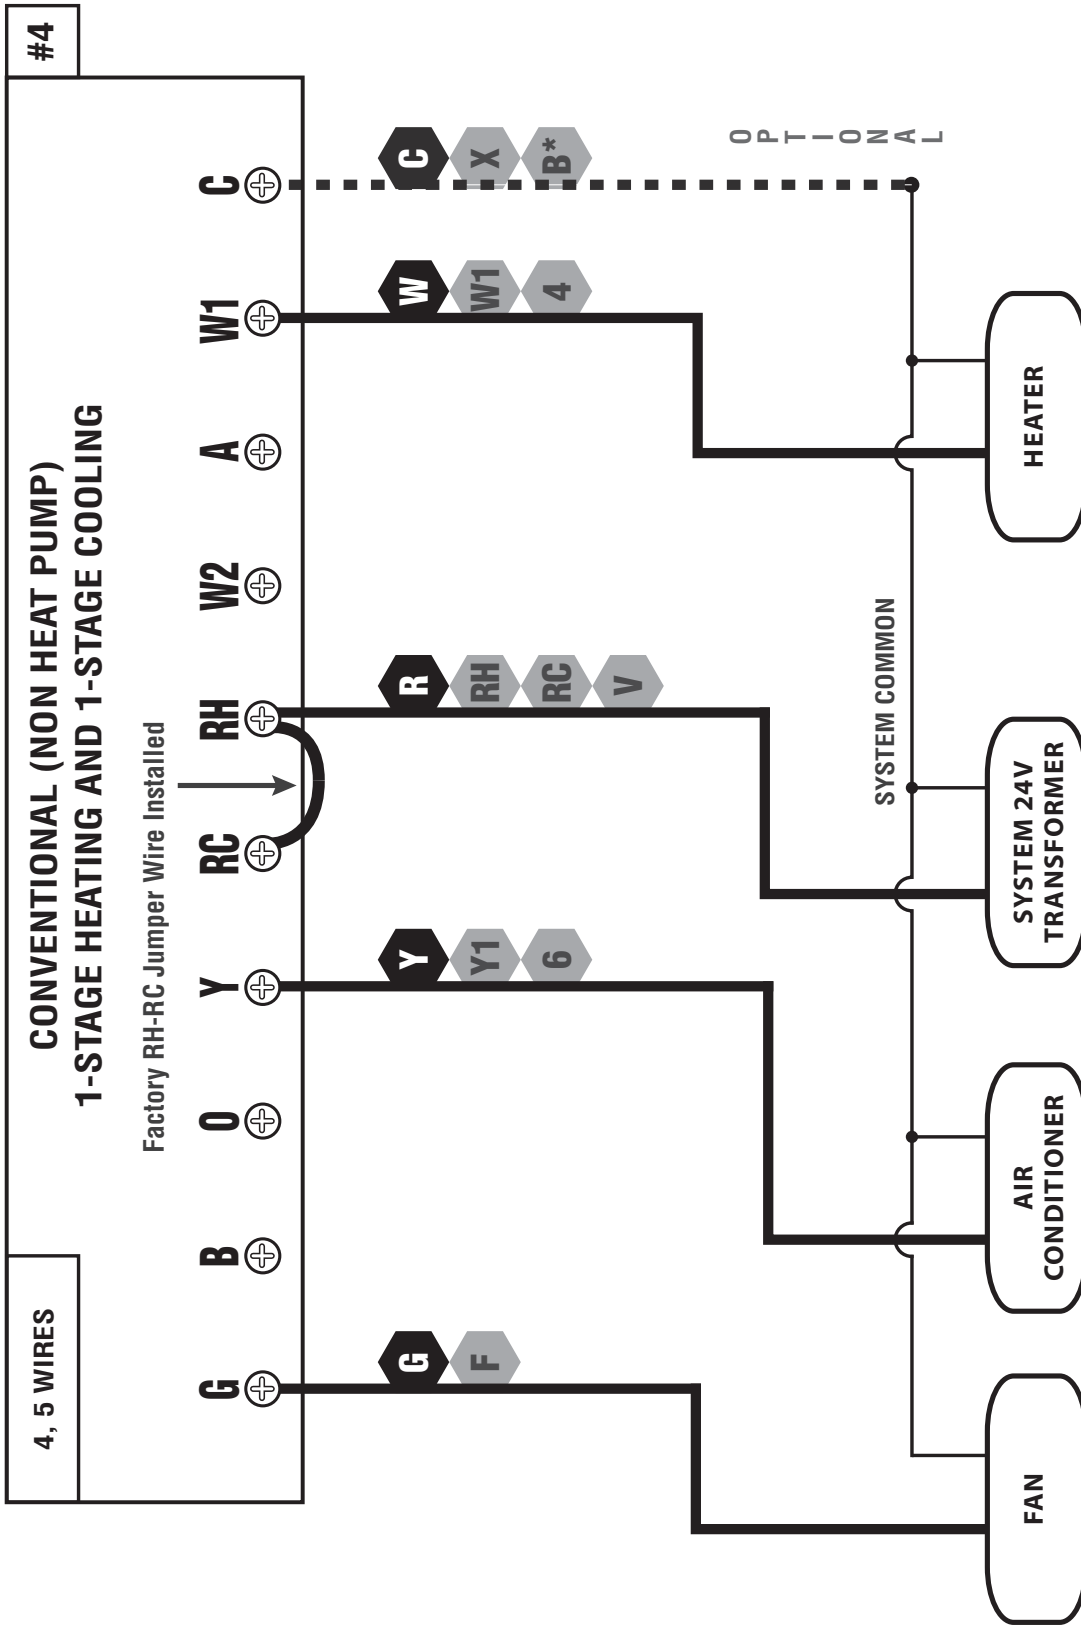 4, 5 WIRES
#4
CONVENTIONAL (NON HEAT PUMP)
1-STAGE HEATING AND 1-STAGE COOLING
Factory RH-RC Jumper Wire Installed
G B O Y RC RH W2 A W1 C
G Y R W C
F Y1 RH W1 X
6 RC 4 B*
V
OPTIONAL
SYSTEM COMMON
FAN
AIR
CONDITIONER
SYSTEM 24V
TRANSFORMER
HEATER